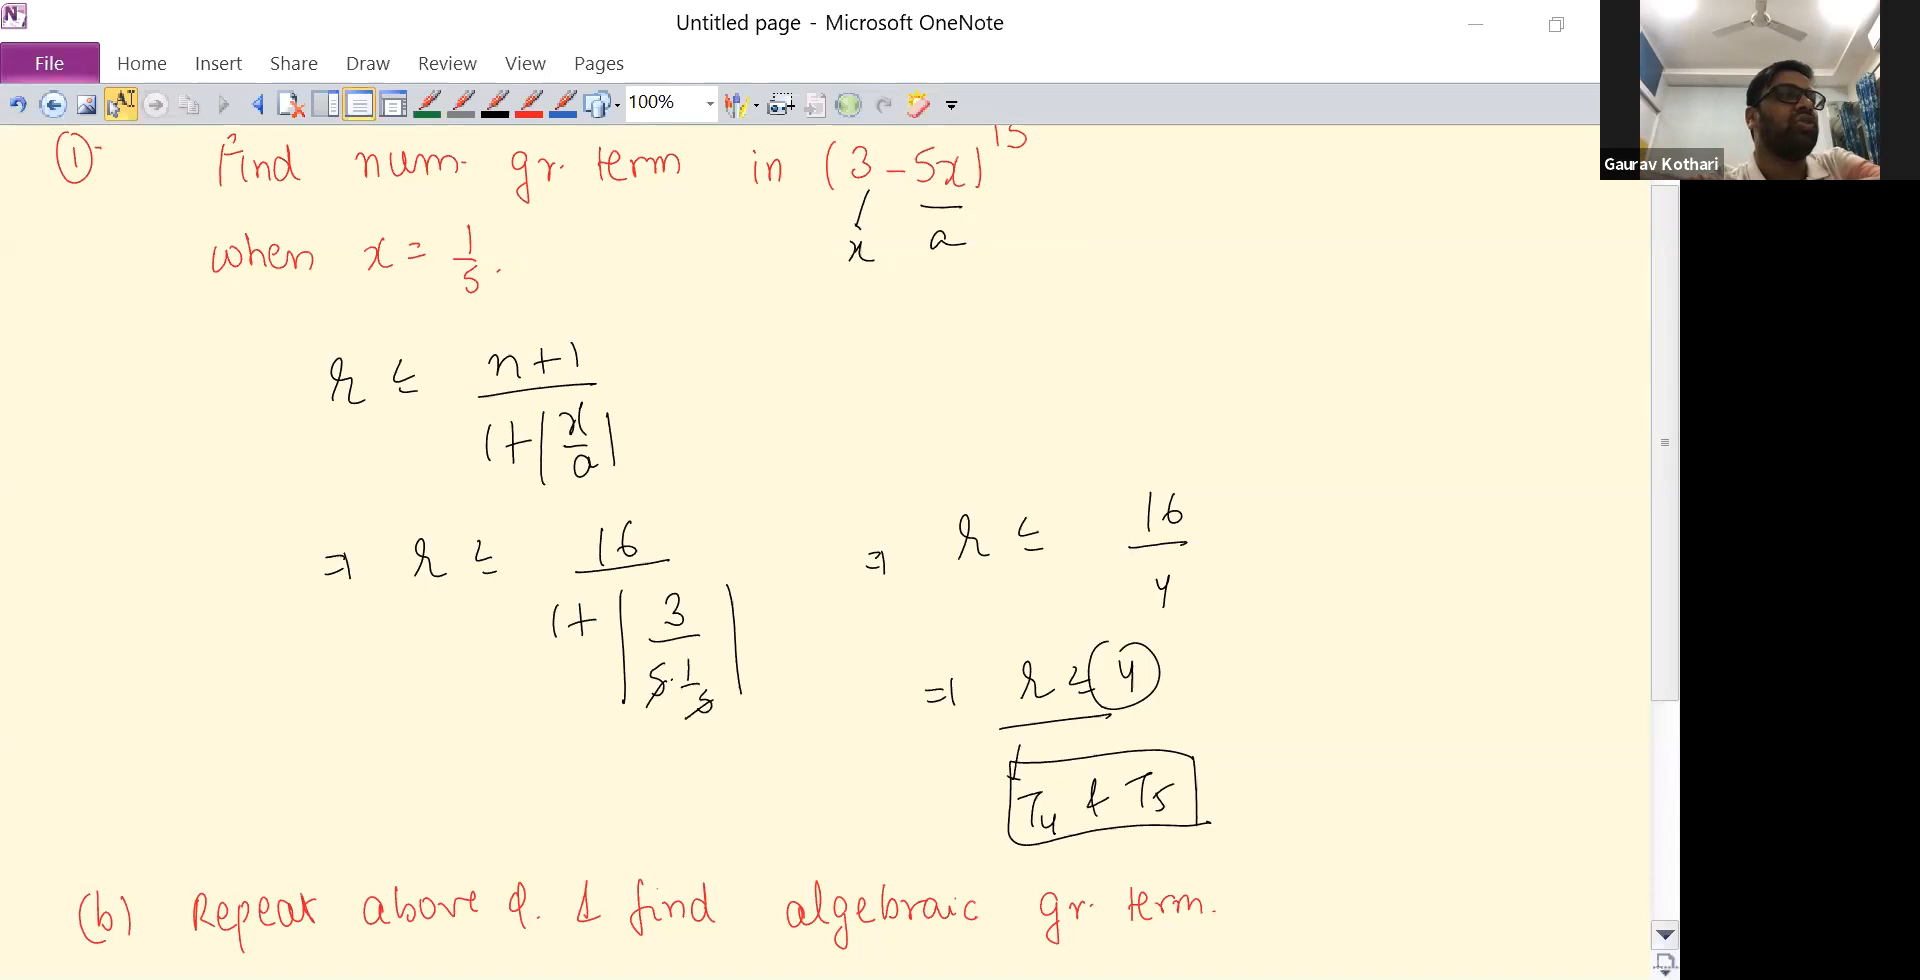 Untitled page - Microsoft OneNote
File Home Insert Share Draw Review View Pages
100%
Gaurav Kothari
① Find num. gr. term in (3 - 5x)^15
x a
when x = 1/5.
r ≤ (n+1)/(1+|x/a|)
⇒ r ≤ 16/(1+|3/(5·1/5)|) ⇒ r ≤ 16/4
⇒ r ≤ 4
T4 & T5
(b) Repeat above Q. & find algebraic gr. term.